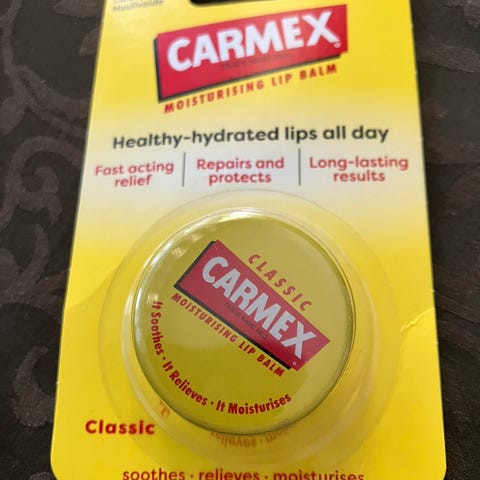 CARMEX
MOISTURISING LIP BALM
Healthy-hydrated lips all day
Fast acting
relief
Repairs and
protects
Long-lasting
results
CLASSIC
CARMEX
MOISTURISING LIP BALM
It Soothes · It Relieves · It Moisturises
Classic
soothes · relieves · moisturises